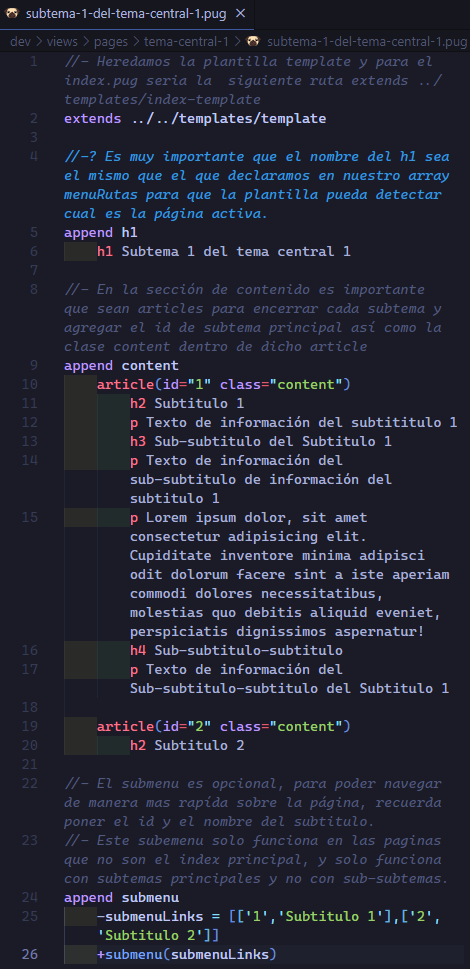 subtema-1-del-tema-central-1.pug ×
dev > views > pages > tema-central-1 > subtema-1-del-tema-central-1.pug
1 //- Heredamos la plantilla template y para el
index.pug seria la  siguiente ruta extends ../
templates/index-template
2 extends ../../templates/template
3
4 //-? Es muy importante que el nombre del h1 sea
el mismo que el que declaramos en nuestro array
menuRutas para que la plantilla pueda detectar
cual es la página activa.
5 append h1
6 h1 Subtema 1 del tema central 1
7
8 //- En la sección de contenido es importante
que sean articles para encerrar cada subtema y
agregar el id de subtema principal así como la
clase content dentro de dicho article
9 append content
10 article(id="1" class="content")
11 h2 Subtitulo 1
12 p Texto de información del subtititulo 1
13 h3 Sub-subtitulo del Subtitulo 1
14 p Texto de información del
sub-subtitulo de información del
subtitulo 1
15 p Lorem ipsum dolor, sit amet
consectetur adipisicing elit.
Cupiditate inventore minima adipisci
odit dolorum facere sint a iste aperiam
commodi dolores necessitatibus,
molestias quo debitis aliquid eveniet,
perspiciatis dignissimos aspernatur!
16 h4 Sub-subtitulo-subtitulo
17 p Texto de información del
Sub-subtitulo-subtitulo del Subtitulo 1
18
19 article(id="2" class="content")
20 h2 Subtitulo 2
21
22 //- El submenu es opcional, para poder navegar
de manera mas rapída sobre la página, recuerda
poner el id y el nombre del subtitulo.
23 //- Este subemenu solo funciona en las paginas
que no son el index principal, y solo funciona
con subtemas principales y no con sub-subtemas.
24 append submenu
25 -submenuLinks = [['1','Subtitulo 1'],['2',
'Subtitulo 2']]
26 +submenu(submenuLinks)